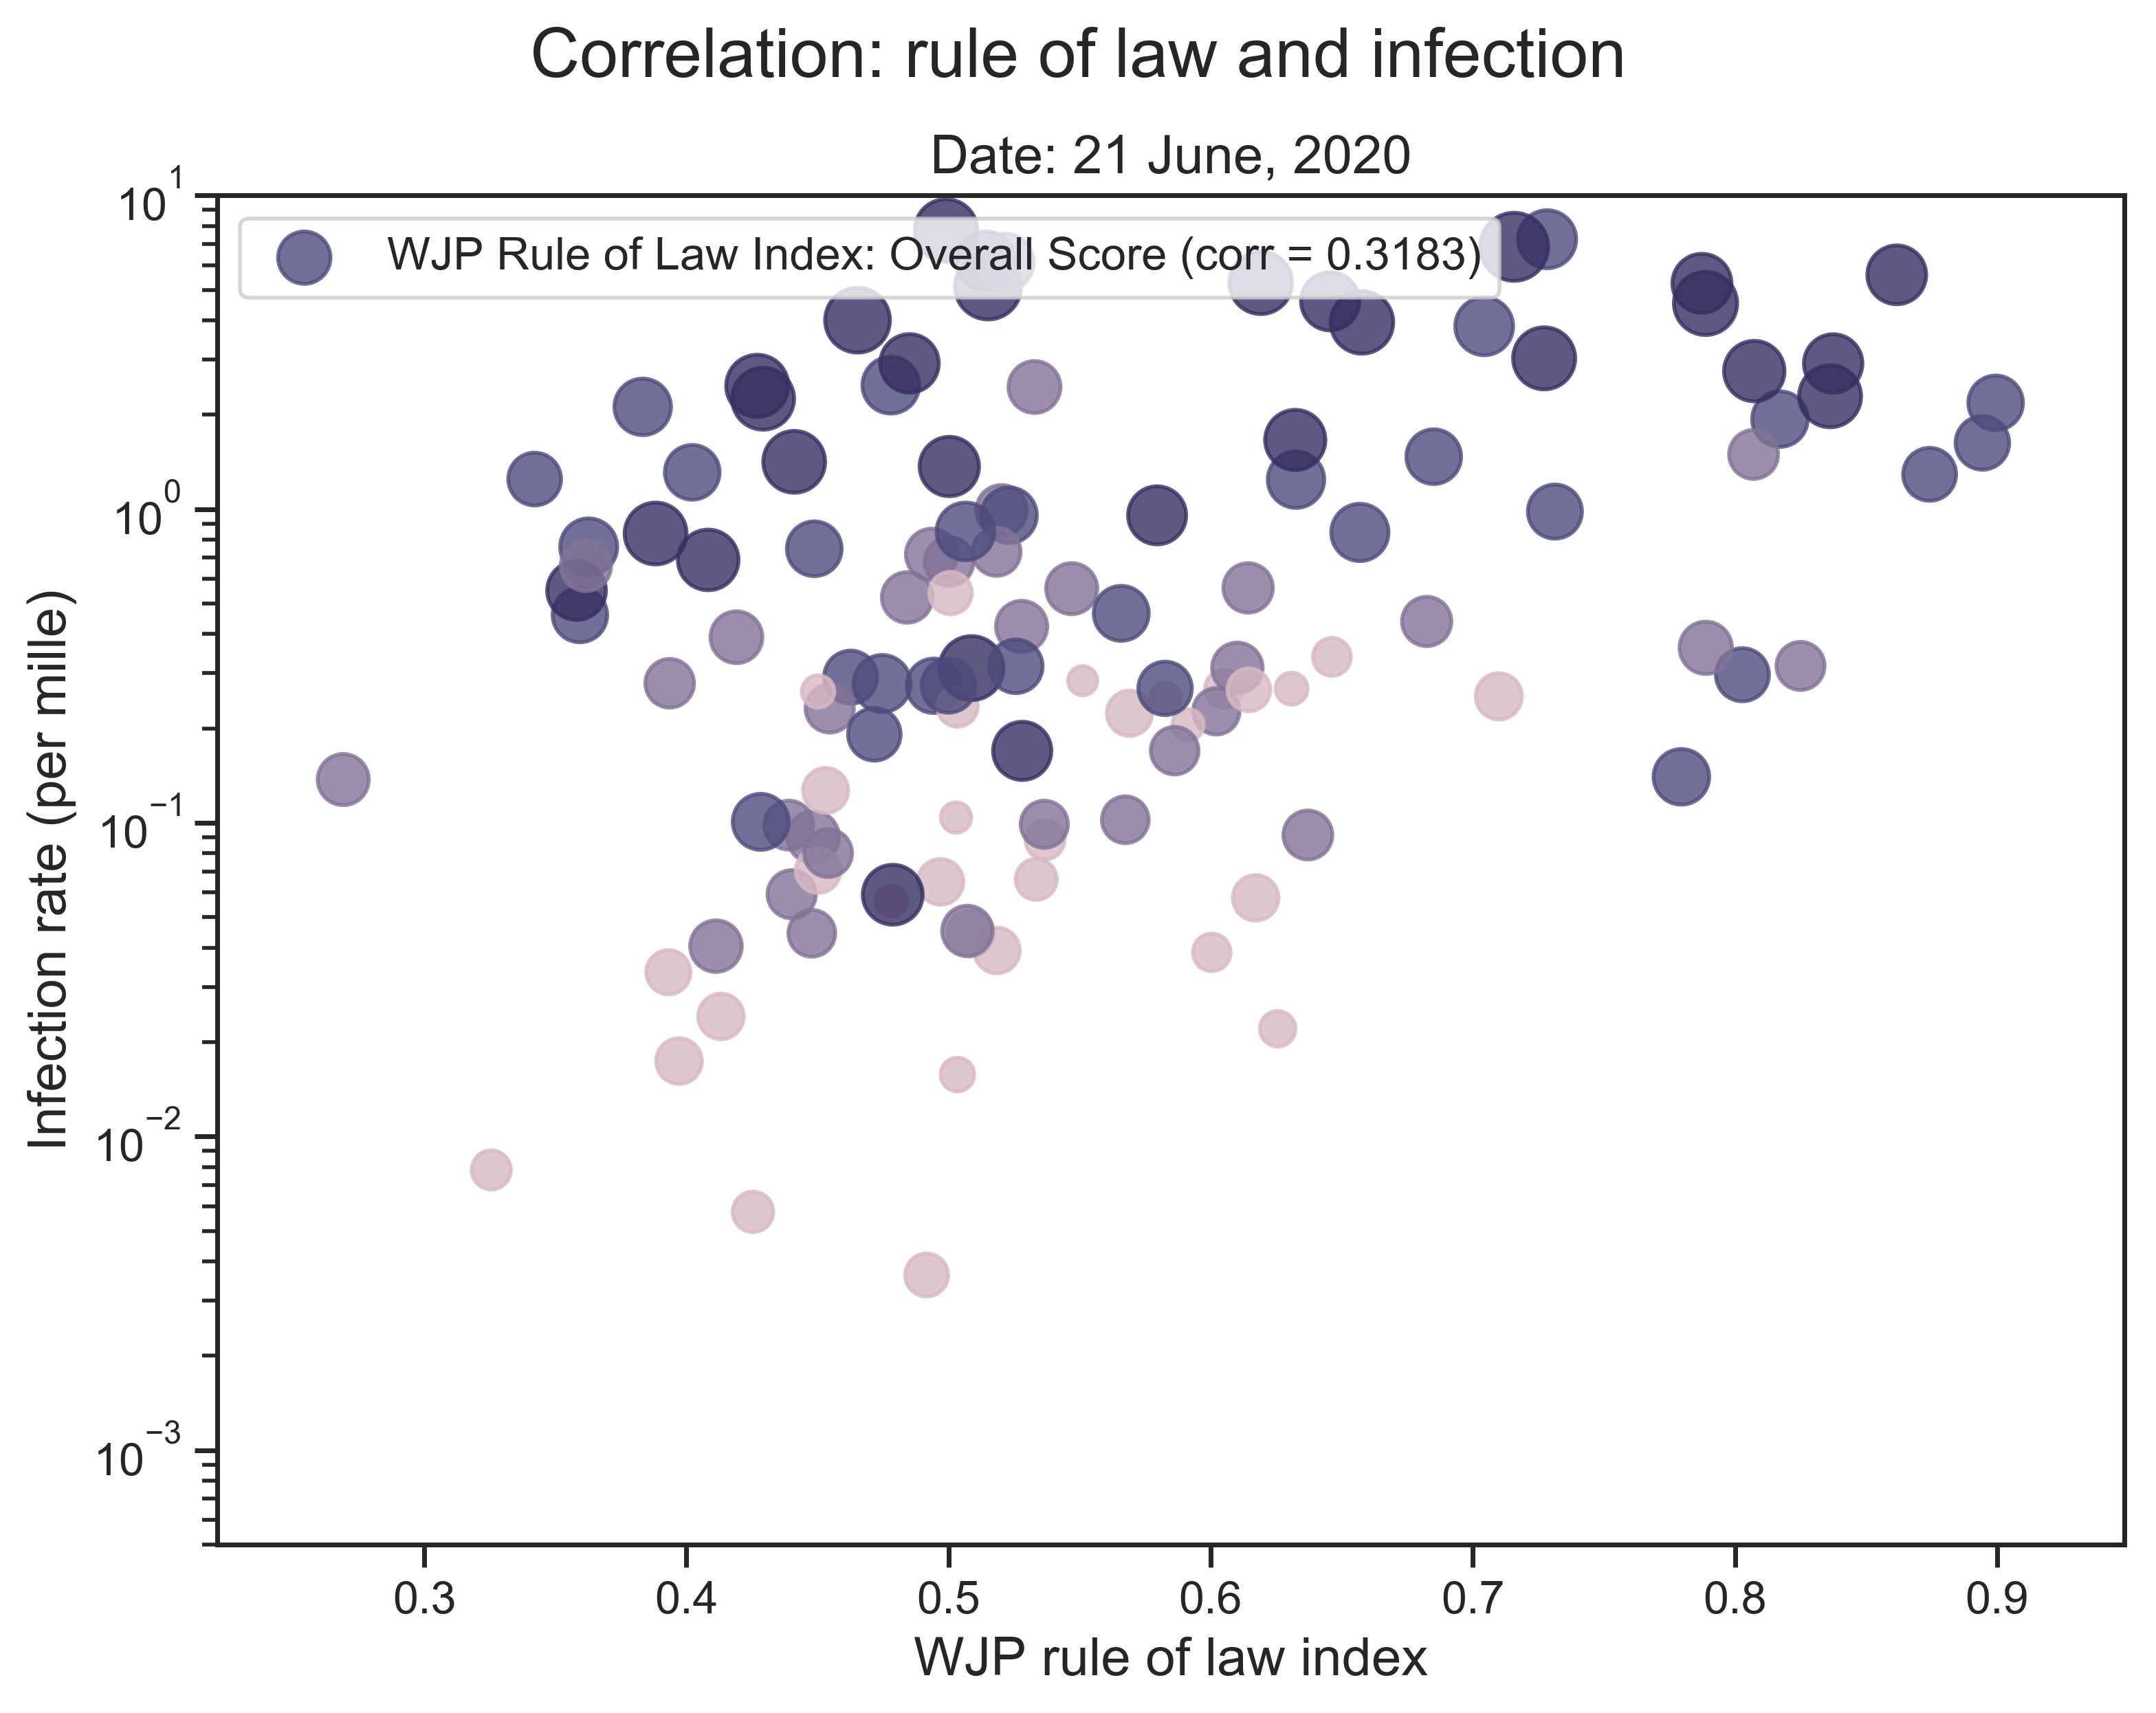 Correlation: rule of law and infection
Date: 21 June, 2020
WJP Rule of Law Index: Overall Score (corr = 0.3183)
Infection rate (per mille)
10^1
10^0
10^−1
10^−2
10^−3
0.3 0.4 0.5 0.6 0.7 0.8 0.9
WJP rule of law index